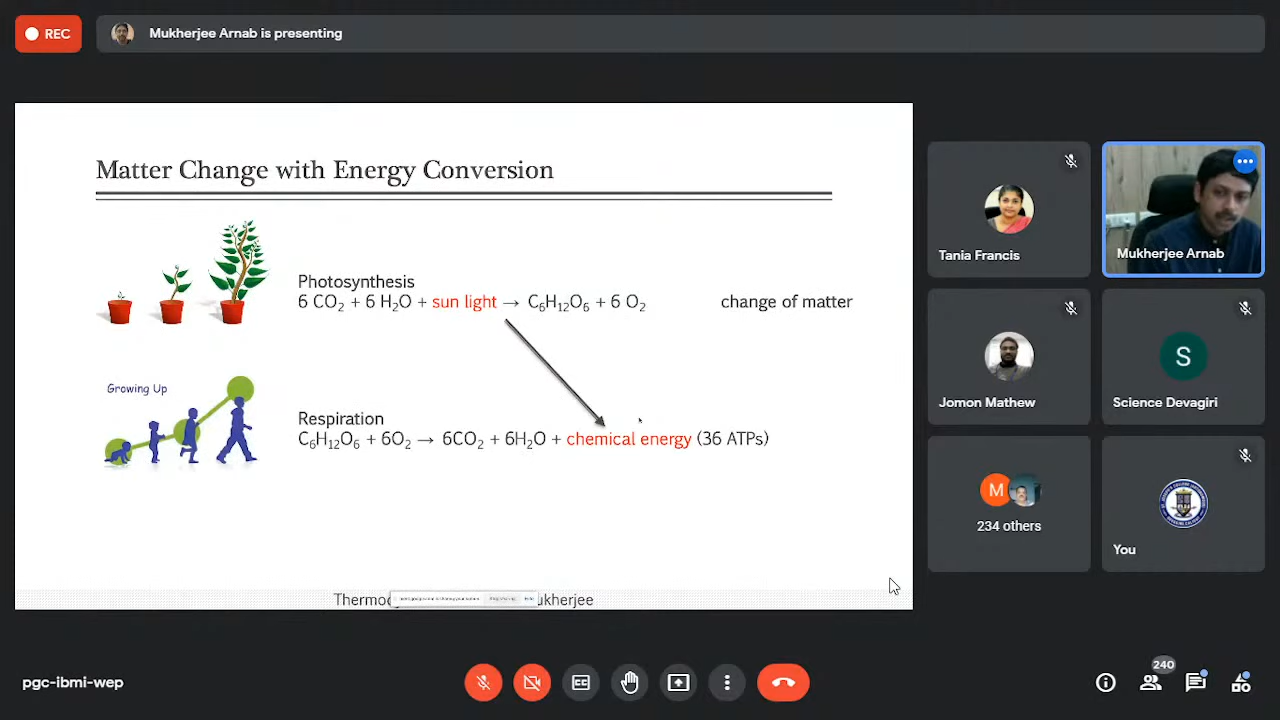 REC
Mukherjee Arnab is presenting
Matter Change with Energy Conversion
Photosynthesis
6 CO₂ + 6 H₂O + sun light → C₆H₁₂O₆ + 6 O₂ change of matter
Growing Up
Respiration
C₆H₁₂O₆ + 6O₂ → 6CO₂ + 6H₂O + chemical energy (36 ATPs)
Tania Francis
Mukherjee Arnab
Jomon Mathew
S
Science Devagiri
M
234 others
You
pgc-ibmi-wep
240